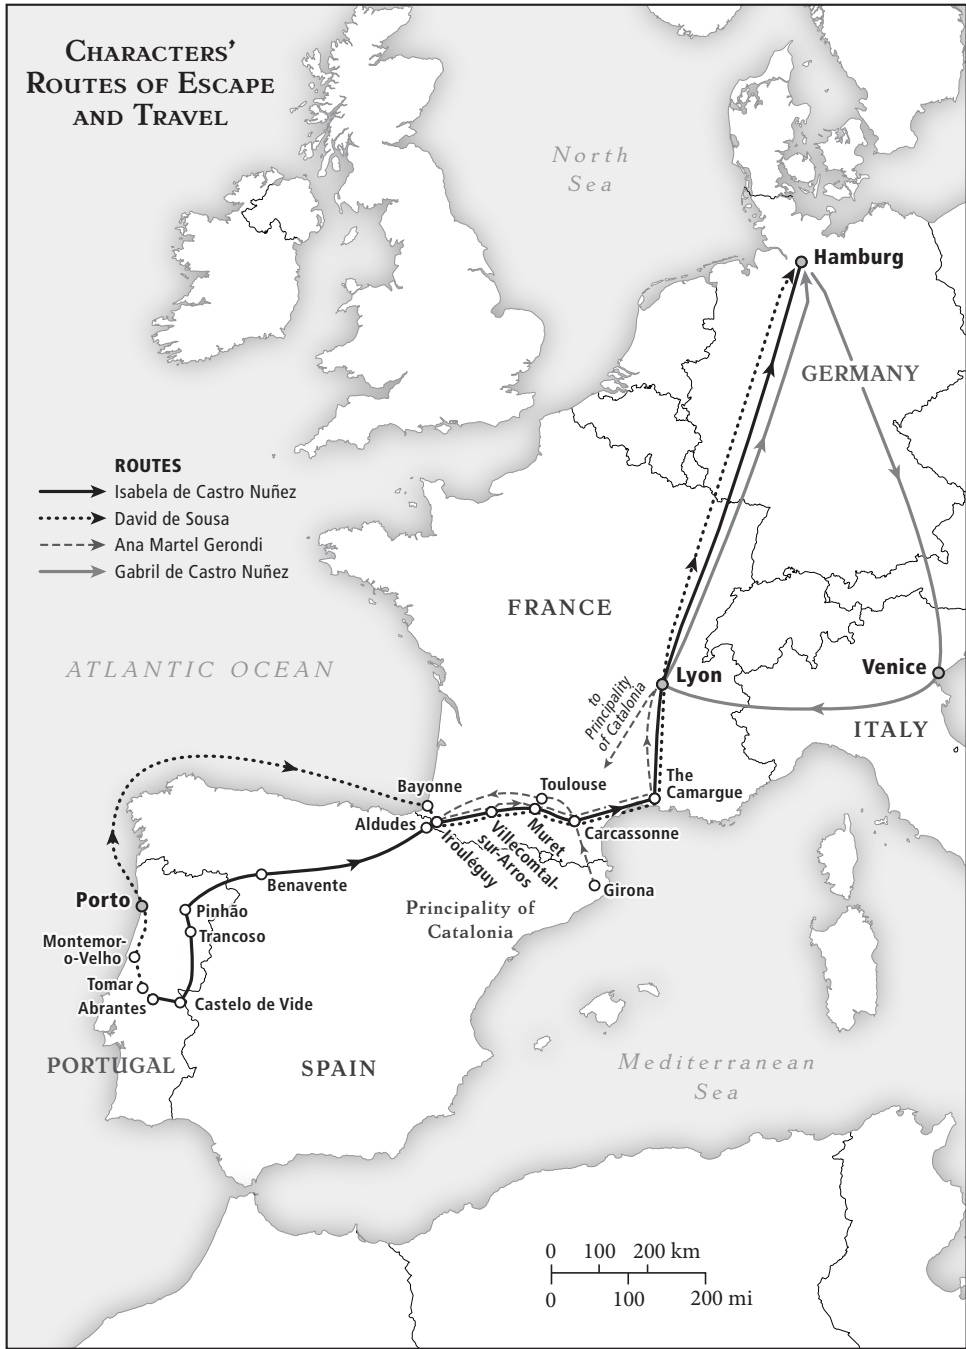 CHARACTERS'
ROUTES OF ESCAPE
AND TRAVEL
North
Sea
Hamburg
GERMANY
ROUTES
Isabela de Castro Nuñez
David de Sousa
Ana Martel Gerondi
Gabril de Castro Nuñez
FRANCE
ATLANTIC OCEAN
Lyon
Venice
to
Principality
of Catalonia
ITALY
Bayonne
Toulouse
The
Camargue
Aldudes
Irouléguy
Villecomtal-
sur-Arros
Muret
Carcassonne
Benavente
Girona
Porto
Pinhão
Principality of
Catalonia
Trancoso
Montemor-
o-Velho
Tomar
Abrantes
Castelo de Vide
PORTUGAL
SPAIN
Mediterranean
Sea
0 100 200 km
0 100 200 mi